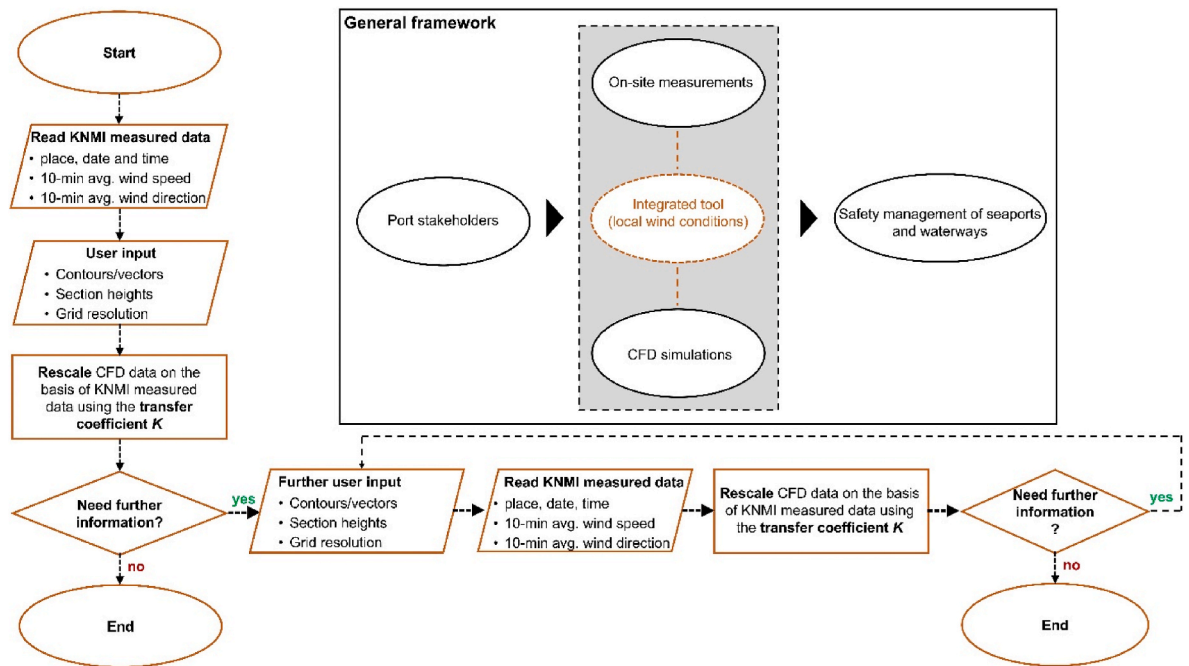 Start
Read KNMI measured data
• place, date and time
• 10-min avg. wind speed
• 10-min avg. wind direction
User input
• Contours/vectors
• Section heights
• Grid resolution
Rescale CFD data on the
basis of KNMI measured
data using the transfer
coefficient K
Need further
information?
yes
no
End
General framework
Port stakeholders
On-site measurements
Integrated tool
(local wind conditions)
CFD simulations
Safety management of seaports
and waterways
Further user input
• Contours/vectors
• Section heights
• Grid resolution
Read KNMI measured data
• place, date, time
• 10-min avg. wind speed
• 10-min avg. wind direction
Rescale CFD data on the basis
of KNMI measured data using
the transfer coefficient K
Need further
information
?
yes
no
End